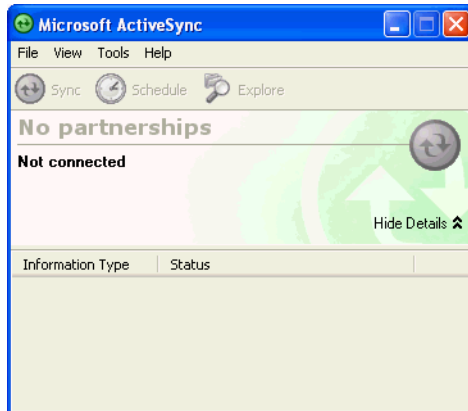 Microsoft ActiveSync
File View Tools Help
Sync Schedule Explore
No partnerships
Not connected
Hide Details
Information Type Status